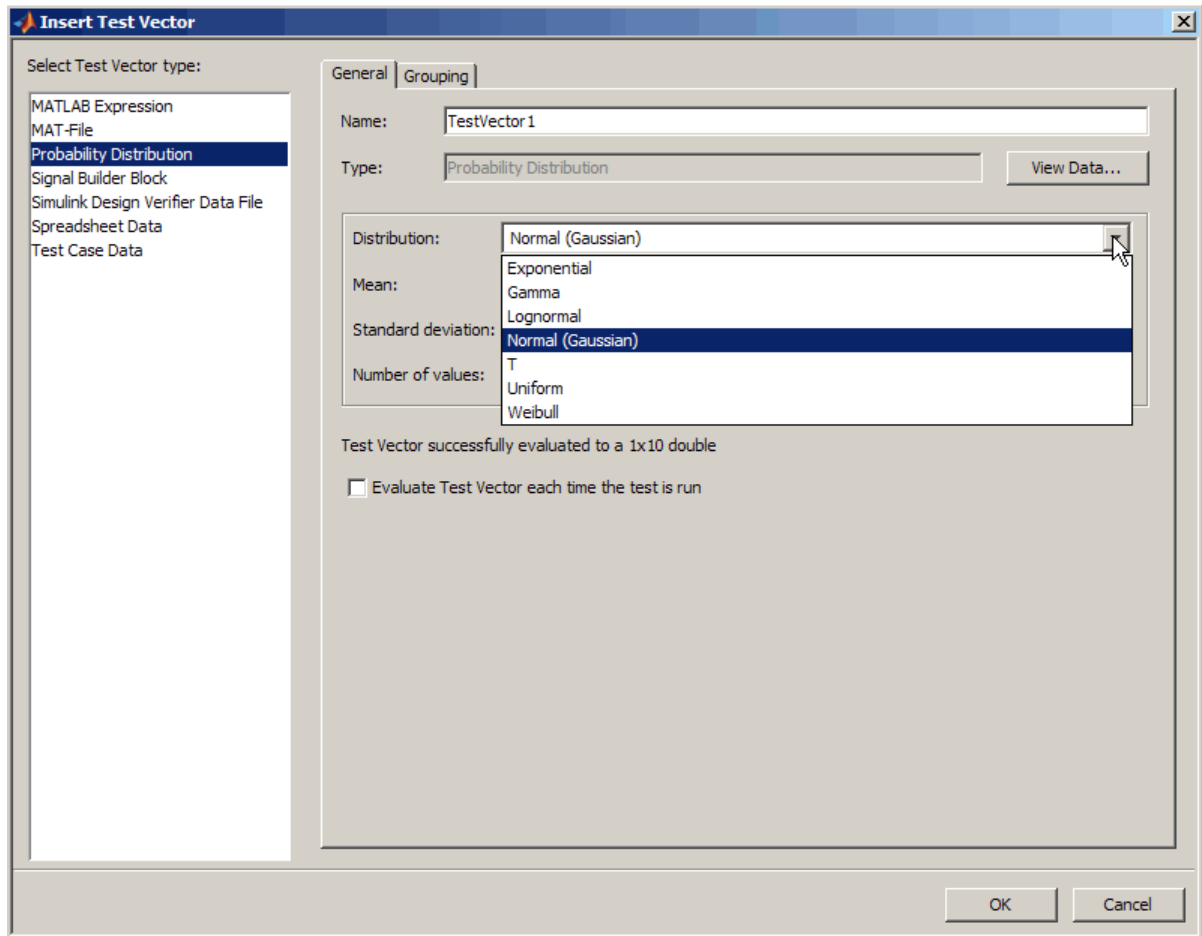 Insert Test Vector
Select Test Vector type:
MATLAB Expression
MAT-File
Probability Distribution
Signal Builder Block
Simulink Design Verifier Data File
Spreadsheet Data
Test Case Data
General Grouping
Name: TestVector1
Type: Probability Distribution View Data...
Distribution: Normal (Gaussian)
Exponential
Mean:
Gamma
Lognormal
Standard deviation:
Normal (Gaussian)
T
Number of values:
Uniform
Weibull
Test Vector successfully evaluated to a 1x10 double
Evaluate Test Vector each time the test is run
OK Cancel